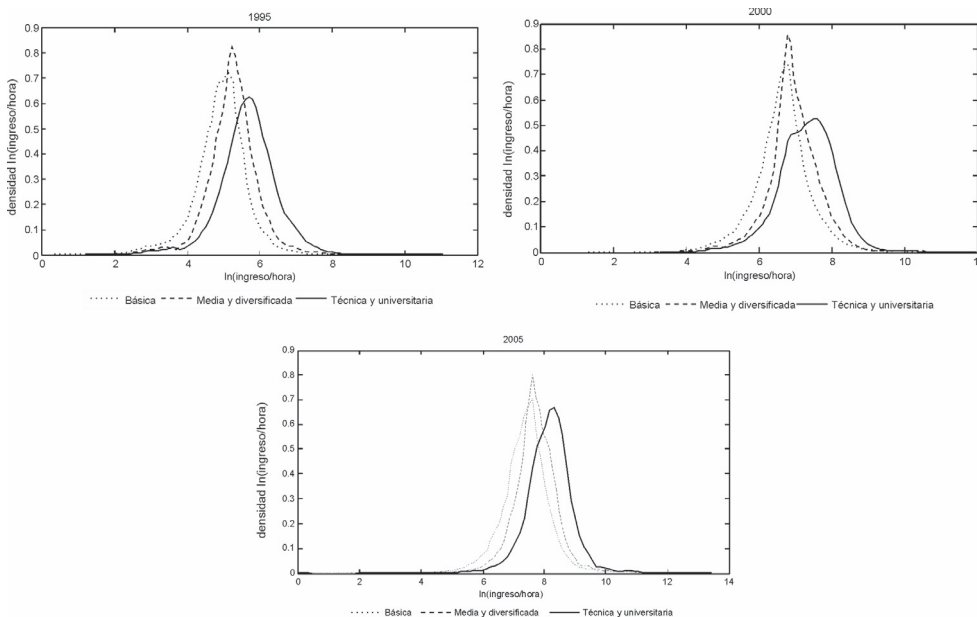 1995
densidad ln(ingreso/hora)
0.9
0.8
0.7
0.6
0.5
0.4
0.3
0.2
0.1
0
0 2 4 6 8 10 12
ln(ingreso/hora)
Básica Media y diversificada Técnica y universitaria
2000
densidad ln(ingreso/hora)
0.9
0.8
0.7
0.6
0.5
0.4
0.3
0.2
0.1
0
0 2 4 6 8 10 12
ln(ingreso/hora)
Básica Media y diversificada Técnica y universitaria
2005
densidad ln(ingreso/hora)
0.9
0.8
0.7
0.6
0.5
0.4
0.3
0.2
0.1
0
0 2 4 6 8 10 12 14
ln(ingreso/hora)
Básica Media y diversificada Técnica y universitaria